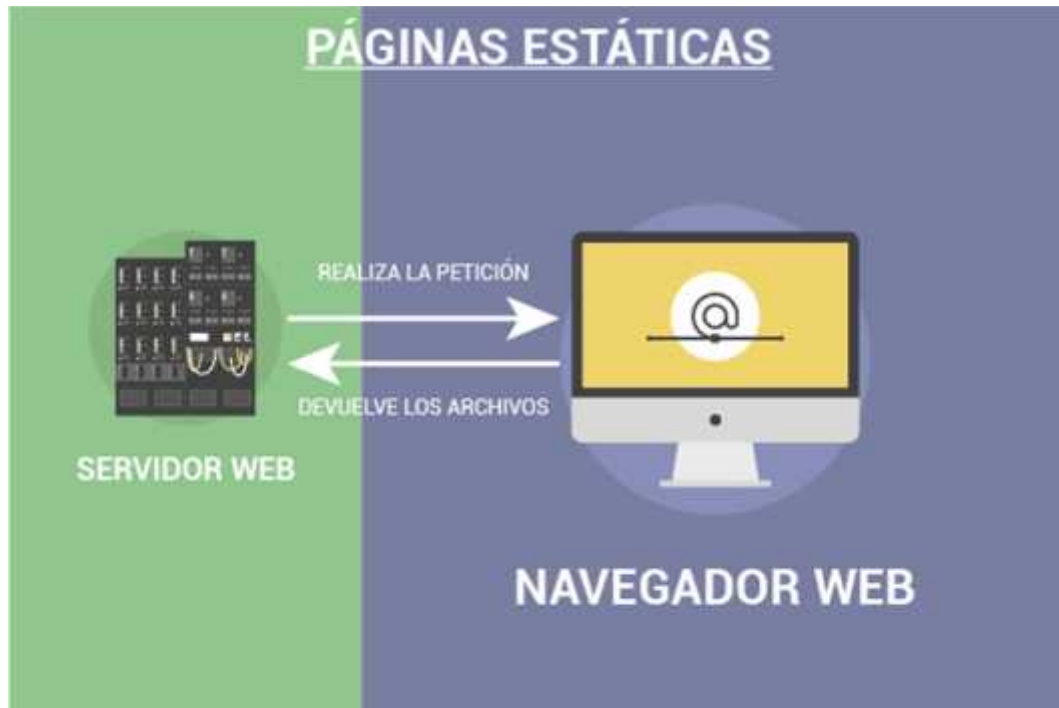 PÁGINAS ESTÁTICAS
REALIZA LA PETICIÓN
DEVUELVE LOS ARCHIVOS
SERVIDOR WEB
NAVEGADOR WEB